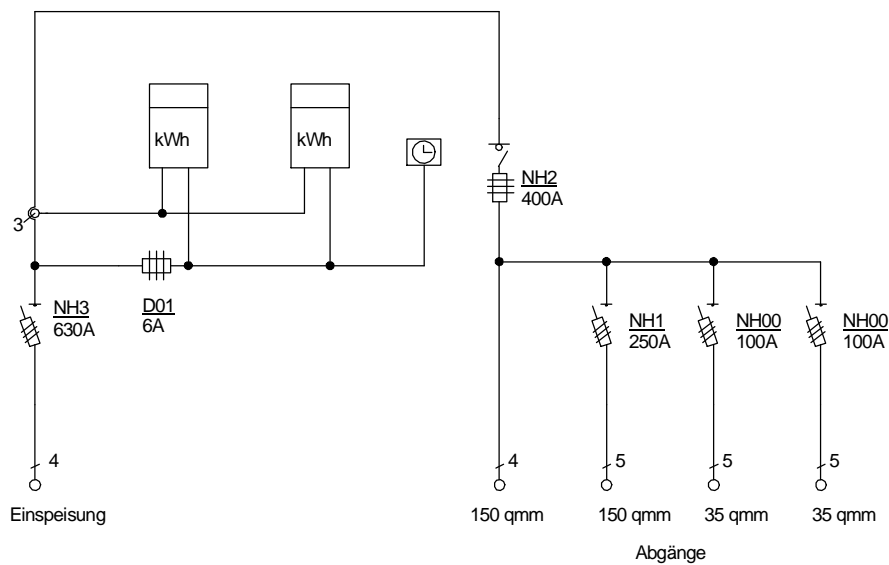 kWh
kWh
NH2
400A
3
NH3
630A
D01
6A
NH1
250A
NH00
100A
NH00
100A
4
4
5
5
5
Einspeisung
150 qmm
150 qmm
35 qmm
35 qmm
Abgänge